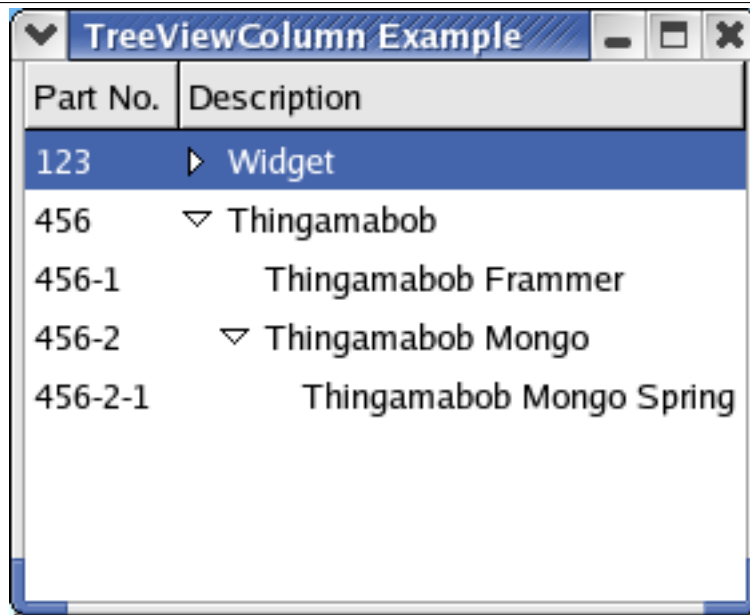 TreeViewColumn Example
Part No. Description
123 Widget
456 Thingamabob
456-1 Thingamabob Frammer
456-2 Thingamabob Mongo
456-2-1 Thingamabob Mongo Spring